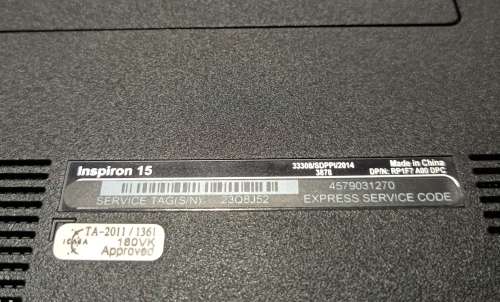 Inspiron 15
33308/SDPPI/2014
3878
Made in China
DP/N: RP1F7 A00 DPC
SERVICE TAG(S/N) 23Q8J52
4579031270
EXPRESS SERVICE CODE
ICASA
TA-2011/1361
180VK
Approved